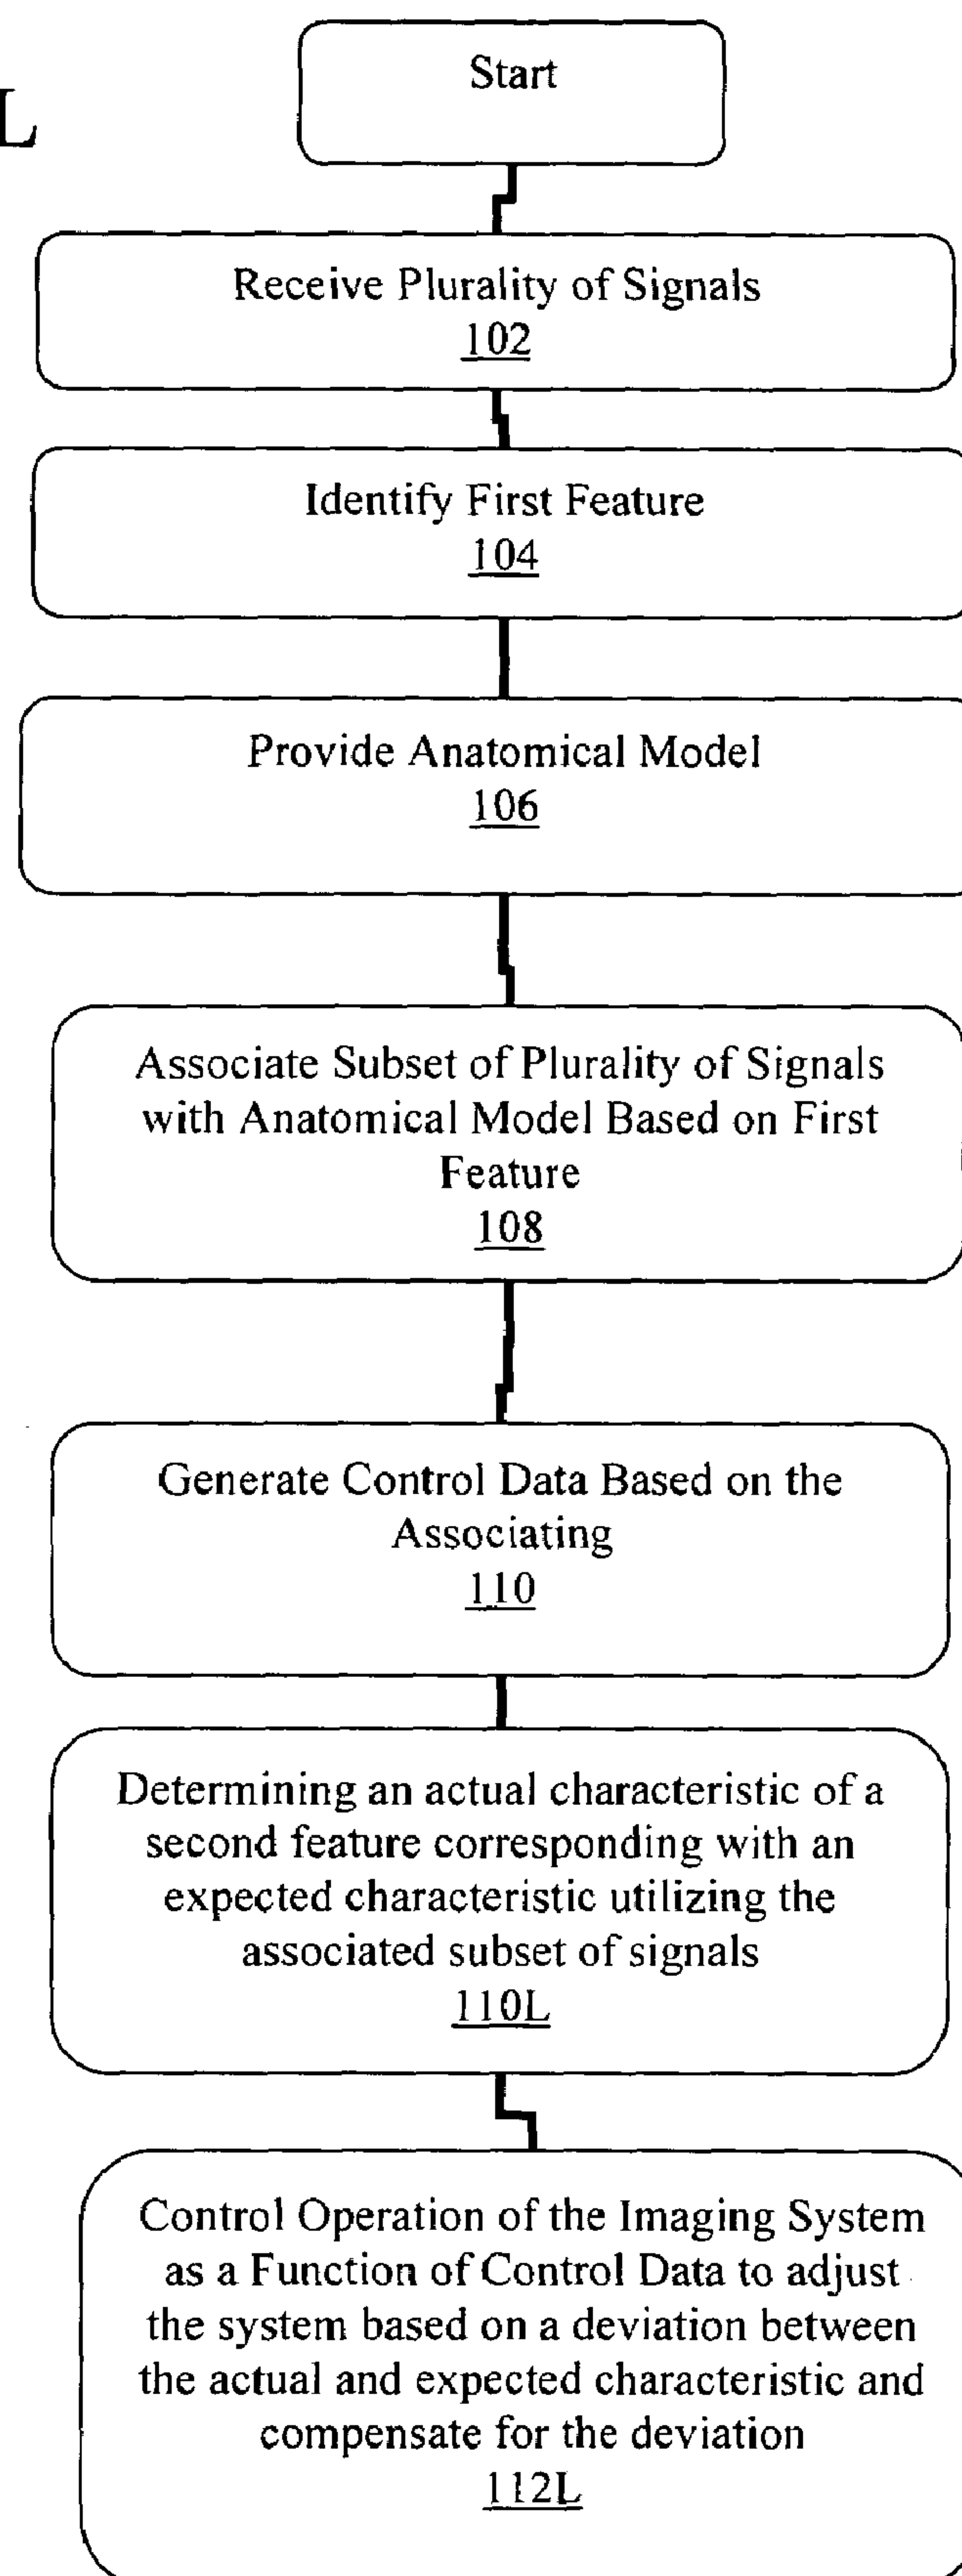 L
Start
Receive Plurality of Signals
102
Identify First Feature
104
Provide Anatomical Model
106
Associate Subset of Plurality of Signals
with Anatomical Model Based on First
Feature
108
Generate Control Data Based on the
Associating
110
Determining an actual characteristic of a
second feature corresponding with an
expected characteristic utilizing the
associated subset of signals
110L
Control Operation of the Imaging System
as a Function of Control Data to adjust
the system based on a deviation between
the actual and expected characteristic and
compensate for the deviation
112L